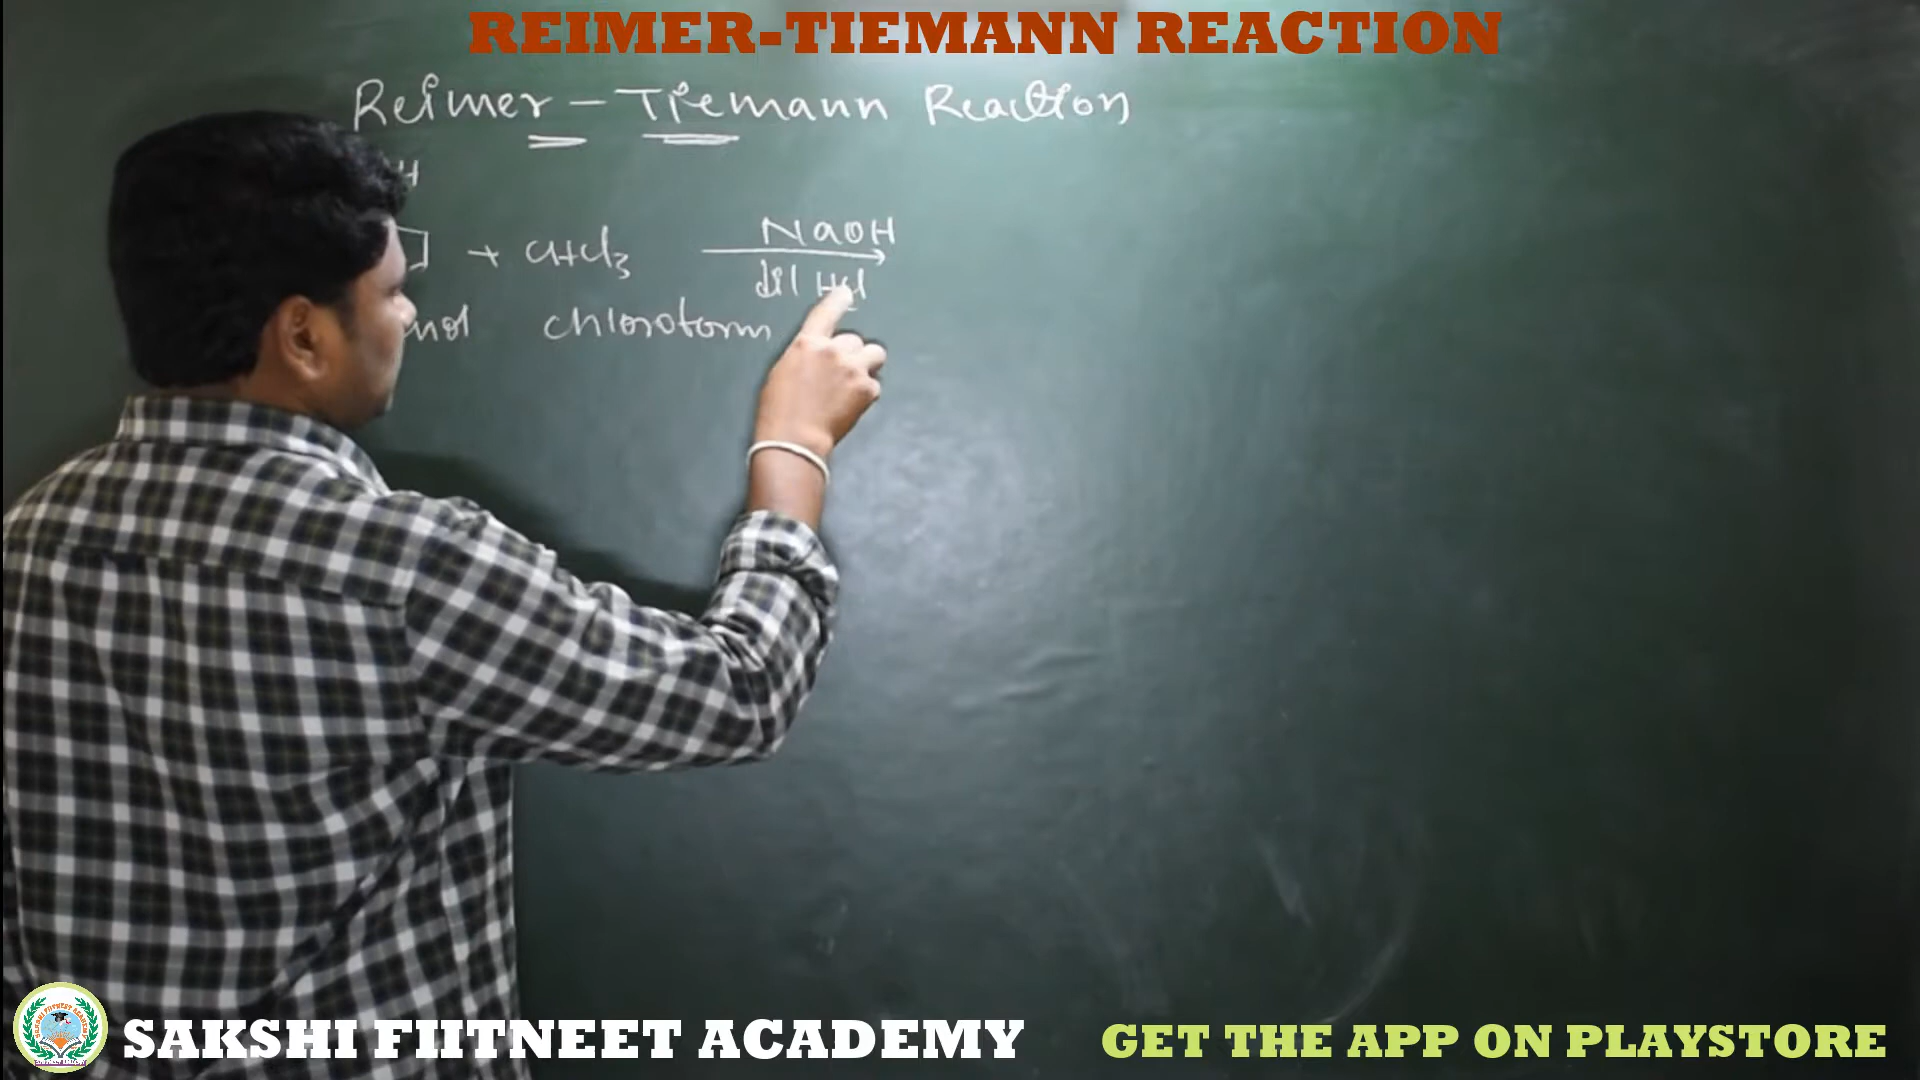 REIMER-TIEMANN REACTION
Reimer - Tiemann Reaction
H
+ CHCl3 NaOH
dil HCl
nol chloroform
SAKSHI FIITNEET ACADEMY GET THE APP ON PLAYSTORE